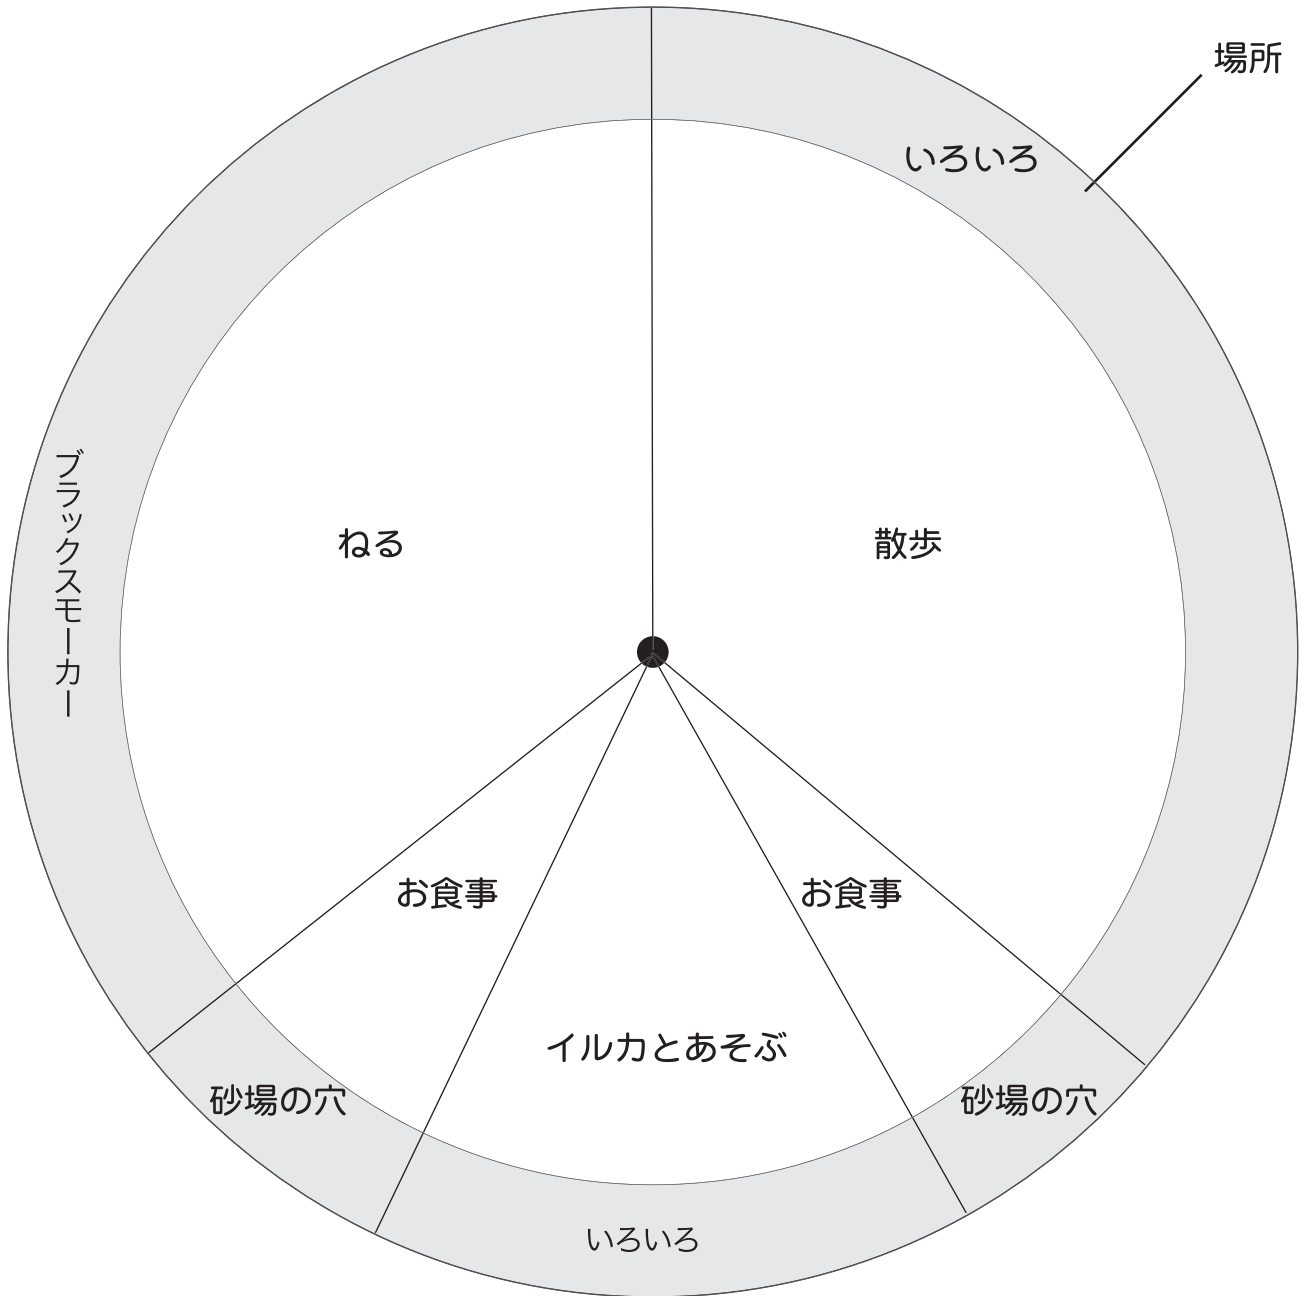 場所
いろいろ
ブラックスモーカー
ねる
散歩
お食事
お食事
イルカとあそぶ
砂場の穴
砂場の穴
いろいろ